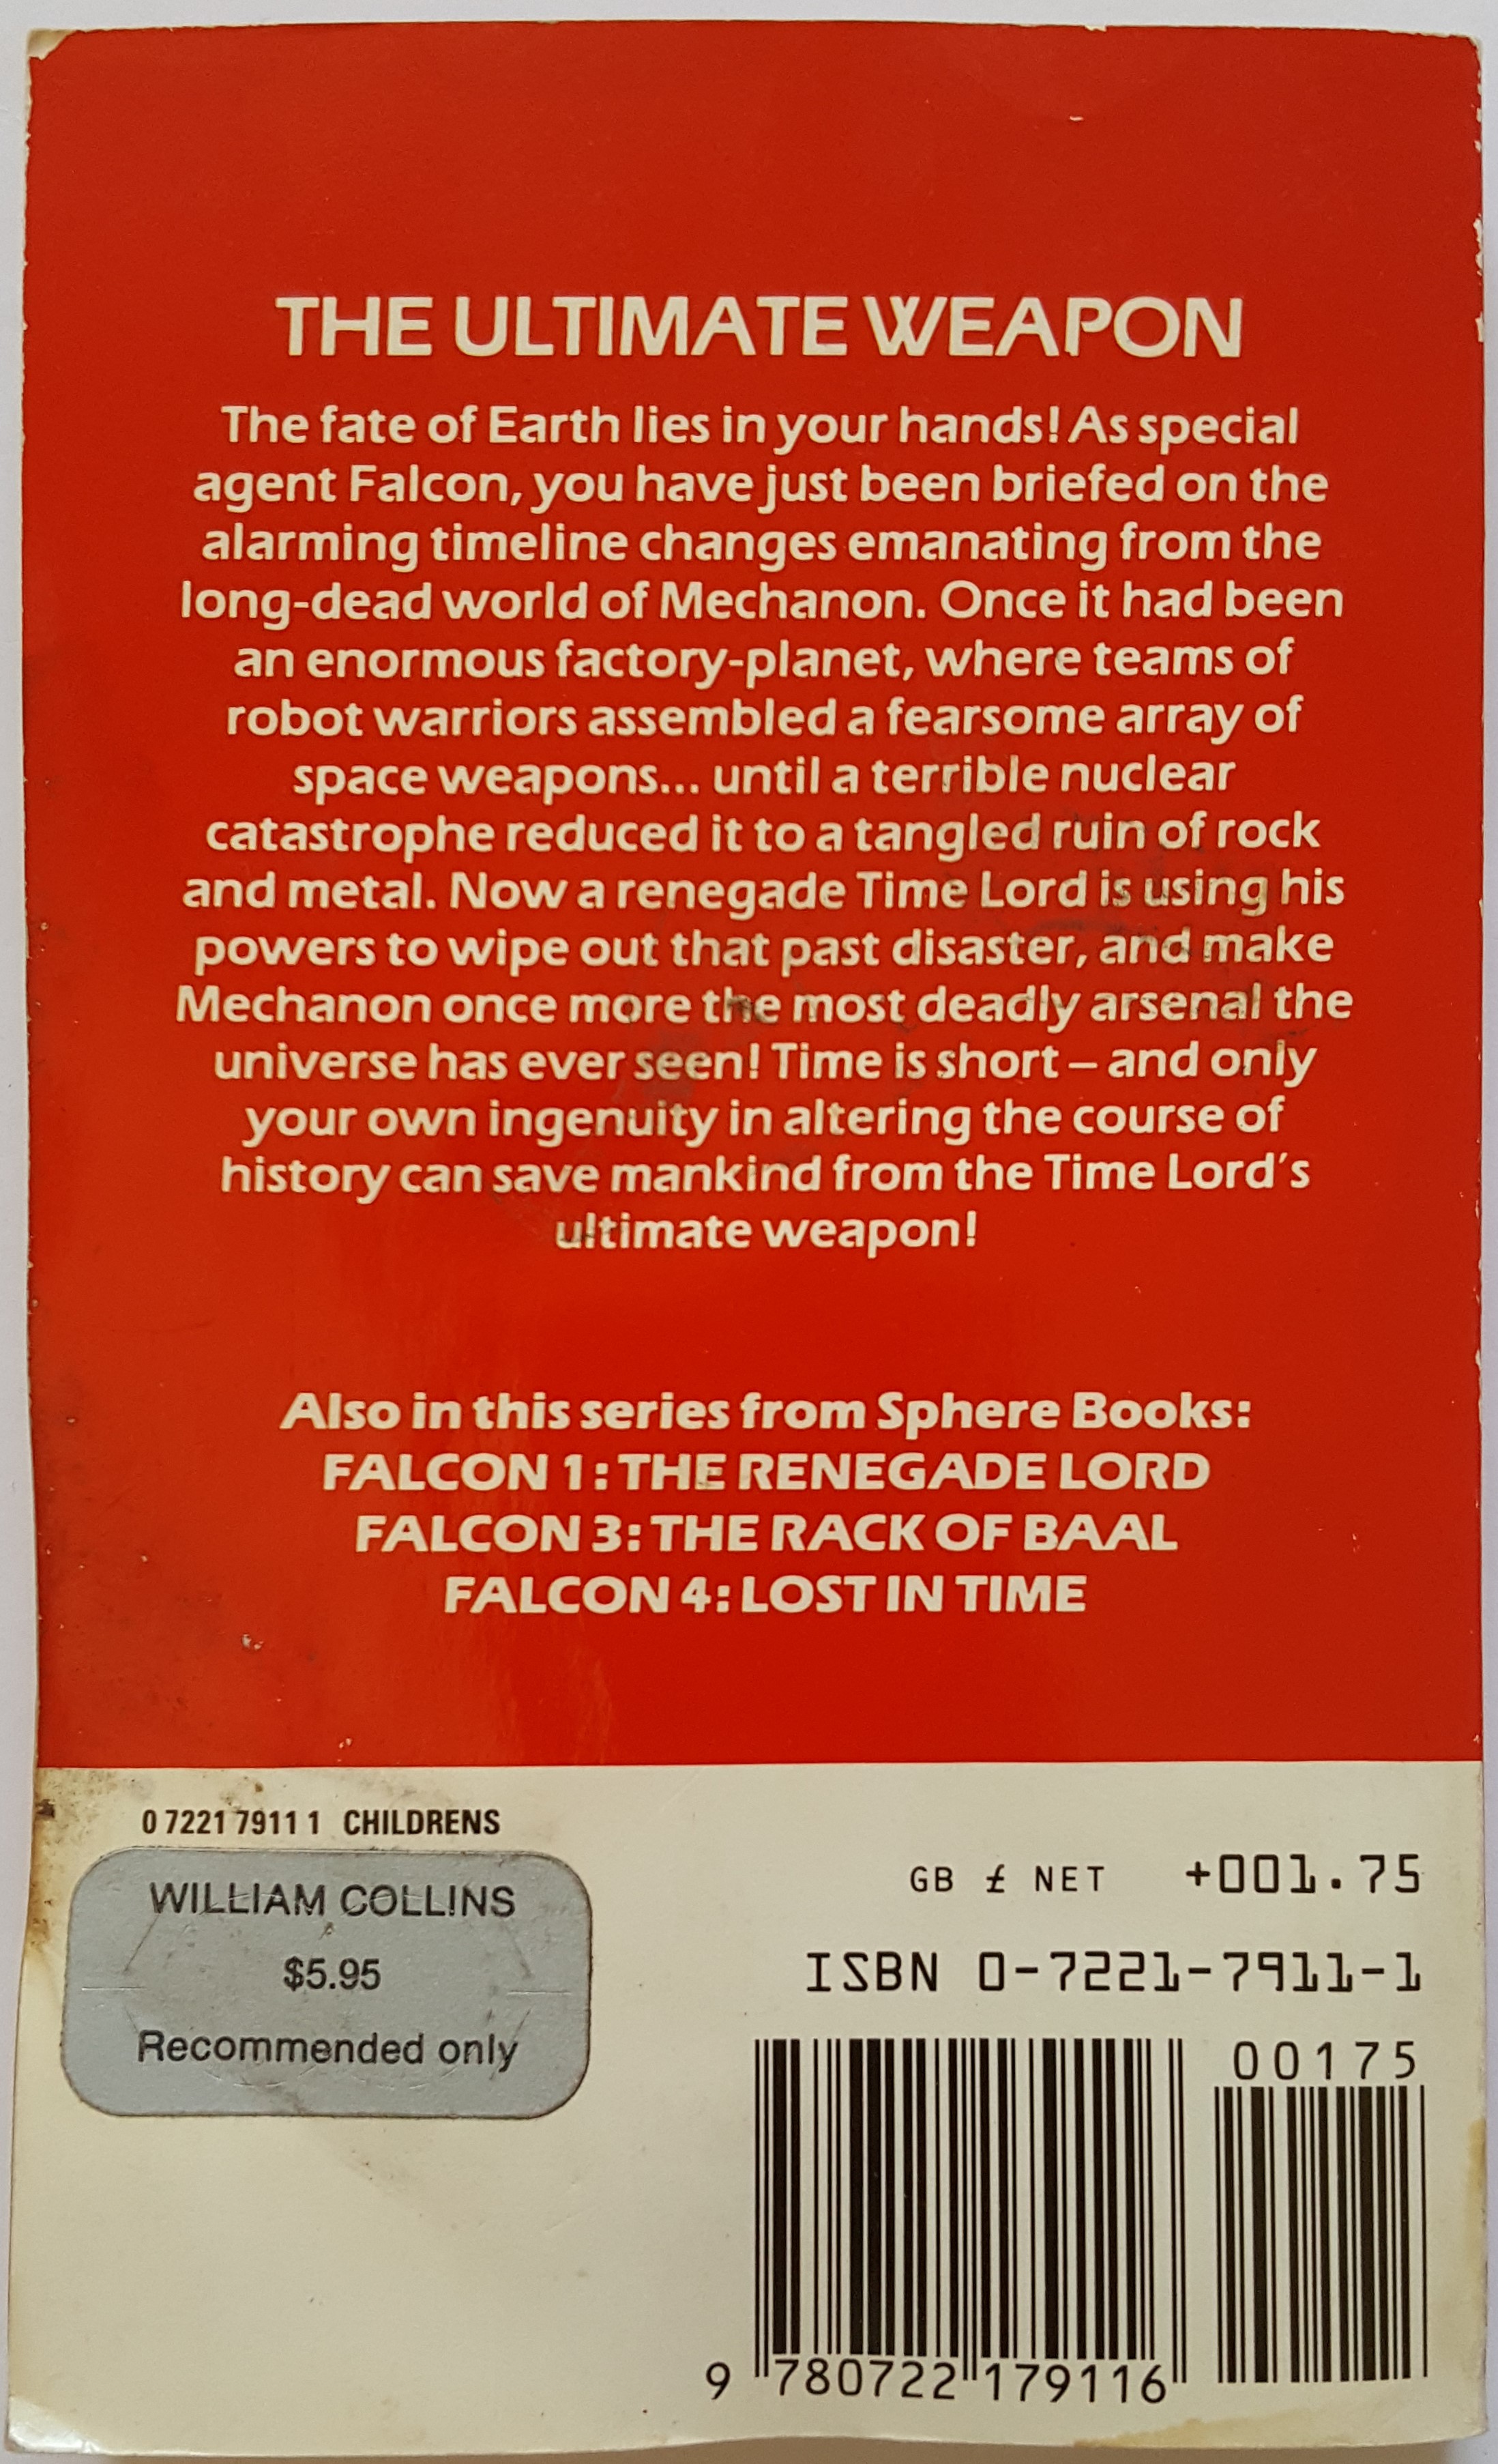 THE ULTIMATE WEAPON
The fate of Earth lies in your hands! As special
agent Falcon, you have just been briefed on the
alarming timeline changes emanating from the
long-dead world of Mechanon. Once it had been
an enormous factory-planet, where teams of
robot warriors assembled a fearsome array of
space weapons... until a terrible nuclear
catastrophe reduced it to a tangled ruin of rock
and metal. Now a renegade Time Lord is using his
powers to wipe out that past disaster, and make
Mechanon once more the most deadly arsenal the
universe has ever seen! Time is short – and only
your own ingenuity in altering the course of
history can save mankind from the Time Lord's
ultimate weapon!
Also in this series from Sphere Books:
FALCON 1: THE RENEGADE LORD
FALCON 3: THE RACK OF BAAL
FALCON 4: LOST IN TIME
0 7221 7911 1 CHILDRENS
WILLIAM COLLINS
$5.95
Recommended only
GB £ NET +001.75
ISBN 0-7221-7911-1
00175
9 780722 179116